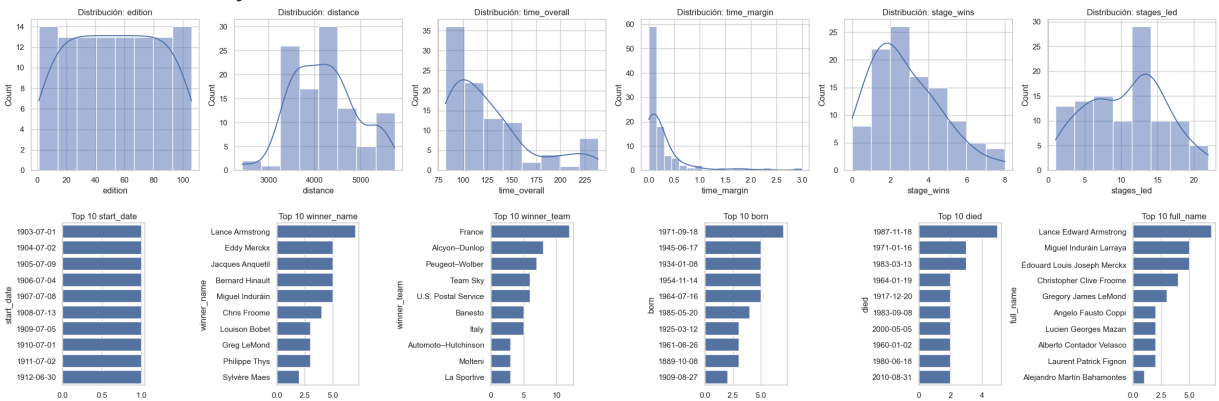 Distribución: edition
Distribución: distance
Distribución: time_overall
Distribución: time_margin
Distribución: stage_wins
Distribución: stages_led
Count
14
12
10
8
6
4
2
0
0 20 40 60 80 100
edition
Count
30
25
20
15
10
5
0
3000 4000 5000
distance
Count
35
30
25
20
15
10
5
0
75 100 125 150 175 200 225
time_overall
Count
60
50
40
30
20
10
0
0.0 0.5 1.0 1.5 2.0 2.5 3.0
time_margin
Count
25
20
15
10
5
0
0 2 4 6 8
stage_wins
Count
30
25
20
15
10
5
0
0 5 10 15 20
stages_led
Top 10 start_date
start_date
1903-07-01
1904-07-02
1905-07-09
1906-07-04
1907-07-08
1908-07-13
1909-07-05
1910-07-01
1911-07-02
1912-06-30
0.0 0.5 1.0
Top 10 winner_name
winner_name
Lance Armstrong
Eddy Merckx
Jacques Anquetil
Bernard Hinault
Miguel Induráin
Chris Froome
Louison Bobet
Greg LeMond
Philippe Thys
Sylvère Maes
0.0 2.5 5.0
Top 10 winner_team
winner_team
France
Alcyon–Dunlop
Peugeot–Wolber
Team Sky
U.S. Postal Service
Banesto
Italy
Automoto–Hutchinson
Molteni
La Sportive
0 5 10
Top 10 born
born
1971-09-18
1945-06-17
1934-01-08
1954-11-14
1964-07-16
1985-05-20
1925-03-12
1961-06-26
1889-10-08
1909-08-27
0.0 2.5 5.0
Top 10 died
died
1987-11-18
1971-01-16
1983-03-13
1964-01-19
1917-12-20
1983-09-08
2000-05-05
1960-01-02
1980-06-18
2010-08-31
0 2 4
Top 10 full_name
full_name
Lance Edward Armstrong
Miguel Induráin Larraya
Édouard Louis Joseph Merckx
Christopher Clive Froome
Gregory James LeMond
Angelo Fausto Coppi
Lucien Georges Mazan
Alberto Contador Velasco
Laurent Patrick Fignon
Alejandro Martín Bahamontes
0.0 2.5 5.0